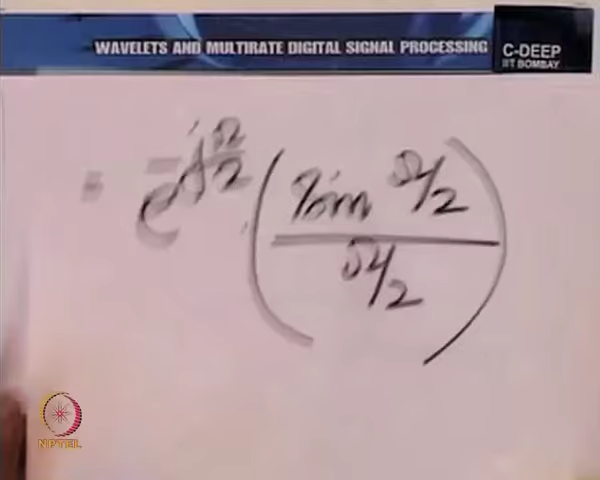 WAVELETS AND MULTIRATE DIGITAL SIGNAL PROCESSING
C-DEEP
IIT BOMBAY
= e^{-jΩ/2} ( sin Ω/2 / Ω/2 )
NPTEL